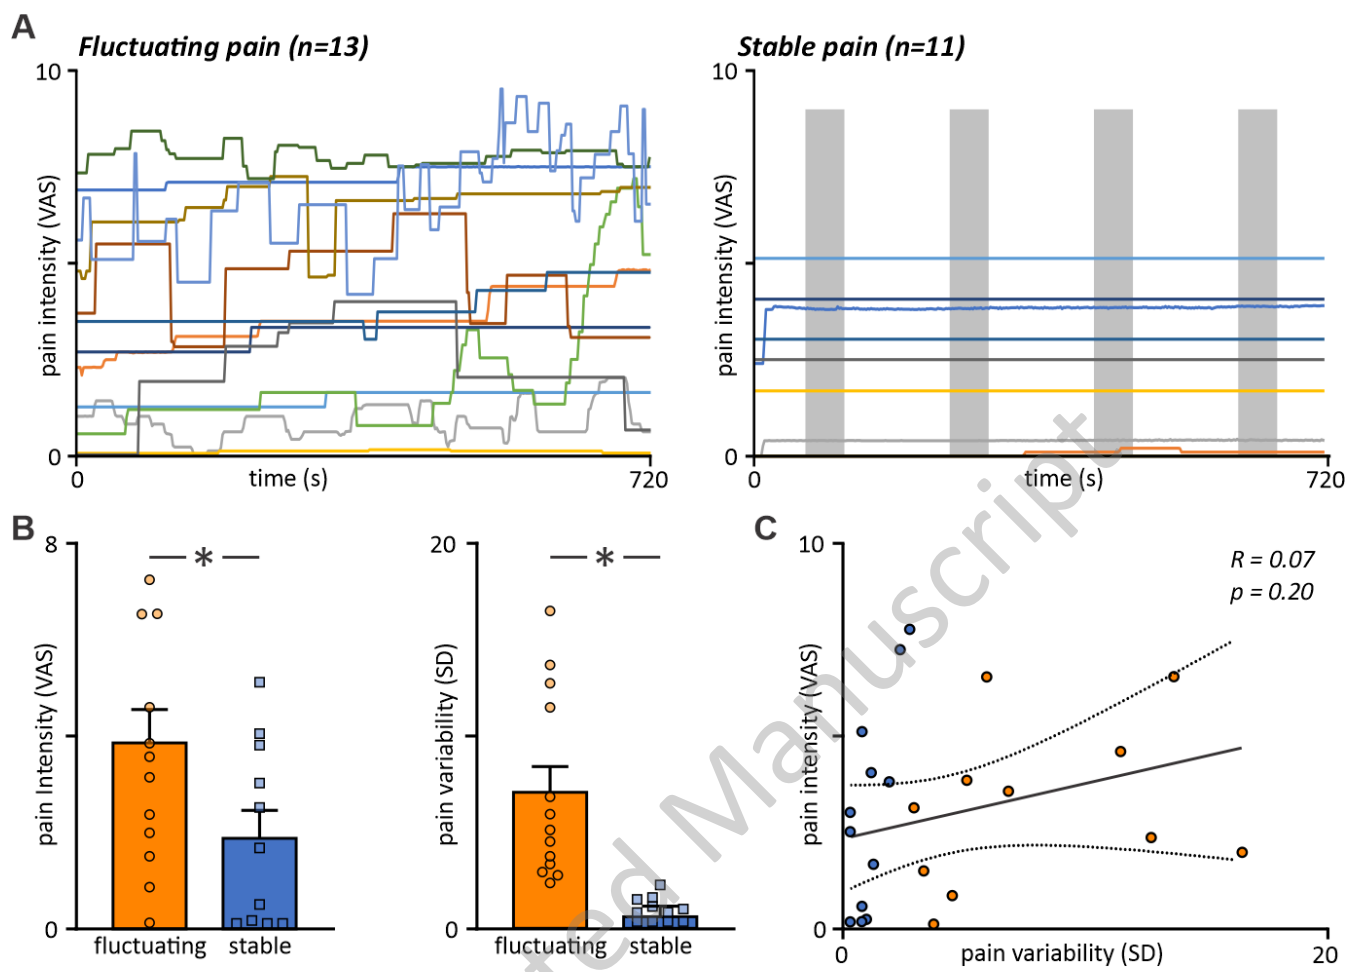 A
Fluctuating pain (n=13)
Stable pain (n=11)
10
pain intensity (VAS)
0
0
time (s)
720
10
pain intensity (VAS)
0
0
time (s)
720
B
8
pain Intensity (VAS)
0
*
fluctuating
stable
20
pain variability (SD)
0
*
fluctuating
stable
C
10
pain intensity (VAS)
0
R = 0.07
p = 0.20
0
pain variability (SD)
20
ted Manuscript